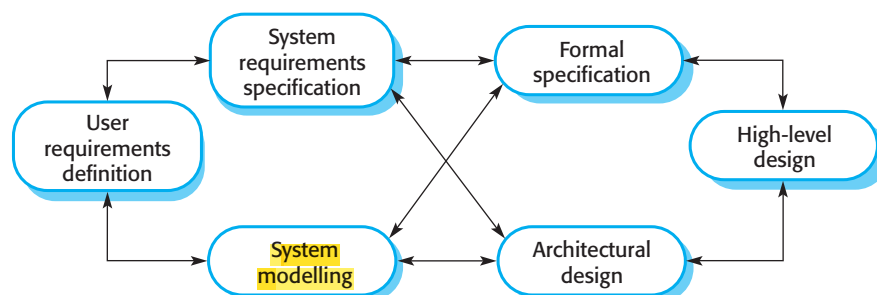 System
requirements
specification
Formal
specification
User
requirements
definition
High-level
design
System
modelling
Architectural
design